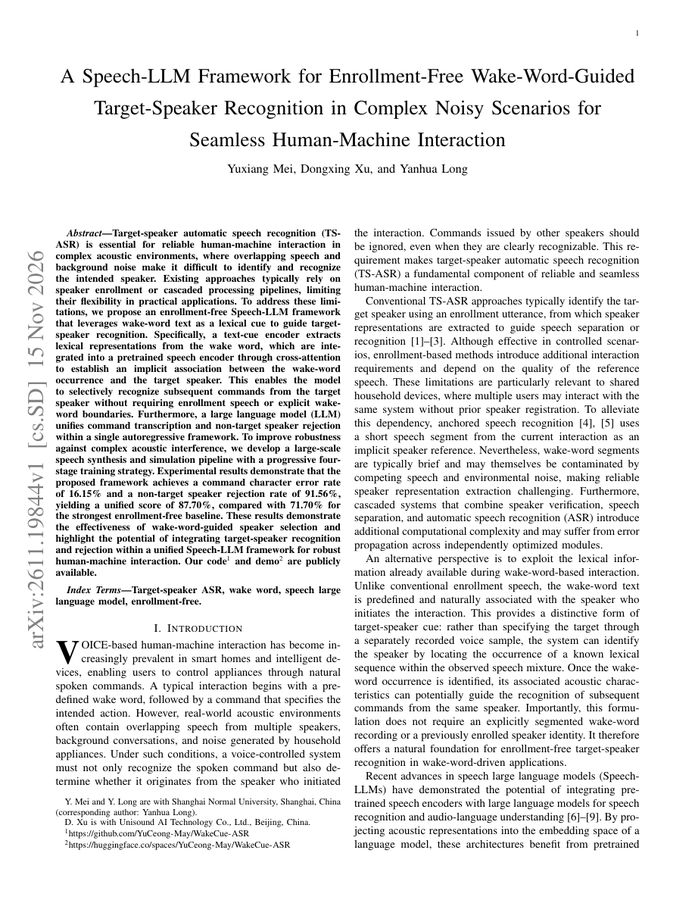 1
A Speech-LLM Framework for Enrollment-Free Wake-Word-Guided
Target-Speaker Recognition in Complex Noisy Scenarios for
Seamless Human-Machine Interaction
Yuxiang Mei, Dongxing Xu, and Yanhua Long
arXiv:2611.19844v1 [cs.SD] 15 Nov 2026
Abstract—Target-speaker automatic speech recognition (TS-
ASR) is essential for reliable human-machine interaction in
complex acoustic environments, where overlapping speech and
background noise make it difficult to identify and recognize
the intended speaker. Existing approaches typically rely on
speaker enrollment or cascaded processing pipelines, limiting
their flexibility in practical applications. To address these limi-
tations, we propose an enrollment-free Speech-LLM framework
that leverages wake-word text as a lexical cue to guide target-
speaker recognition. Specifically, a text-cue encoder extracts
lexical representations from the wake word, which are inte-
grated into a pretrained speech encoder through cross-attention
to establish an implicit association between the wake-word
occurrence and the target speaker. This enables the model
to selectively recognize subsequent commands from the target
speaker without requiring enrollment speech or explicit wake-
word boundaries. Furthermore, a large language model (LLM)
unifies command transcription and non-target speaker rejection
within a single autoregressive framework. To improve robustness
against complex acoustic interference, we develop a large-scale
speech synthesis and simulation pipeline with a progressive four-
stage training strategy. Experimental results demonstrate that the
proposed framework achieves a command character error rate
of 16.15% and a non-target speaker rejection rate of 91.56%,
yielding a unified score of 87.70%, compared with 71.70% for
the strongest enrollment-free baseline. These results demonstrate
the effectiveness of wake-word-guided speaker selection and
highlight the potential of integrating target-speaker recognition
and rejection within a unified Speech-LLM framework for robust
human-machine interaction. Our code1 and demo2 are publicly
available.
Index Terms—Target-speaker ASR, wake word, speech large
language model, enrollment-free.
I. INTRODUCTION
VOICE-based human-machine interaction has become in-
creasingly prevalent in smart homes and intelligent de-
vices, enabling users to control appliances through natural
spoken commands. A typical interaction begins with a pre-
defined wake word, followed by a command that specifies the
intended action. However, real-world acoustic environments
often contain overlapping speech from multiple speakers,
background conversations, and noise generated by household
appliances. Under such conditions, a voice-controlled system
must not only recognize the spoken command but also de-
termine whether it originates from the speaker who initiated
Y. Mei and Y. Long are with Shanghai Normal University, Shanghai, China
(corresponding author: Yanhua Long).
D. Xu is with Unisound AI Technology Co., Ltd., Beijing, China.
1https://github.com/YuCeong-May/WakeCue-ASR
2https://huggingface.co/spaces/YuCeong-May/WakeCue-ASR
the interaction. Commands issued by other speakers should
be ignored, even when they are clearly recognizable. This re-
quirement makes target-speaker automatic speech recognition
(TS-ASR) a fundamental component of reliable and seamless
human-machine interaction.
Conventional TS-ASR approaches typically identify the tar-
get speaker using an enrollment utterance, from which speaker
representations are extracted to guide speech separation or
recognition [1]–[3]. Although effective in controlled scenar-
ios, enrollment-based methods introduce additional interaction
requirements and depend on the quality of the reference
speech. These limitations are particularly relevant to shared
household devices, where multiple users may interact with the
same system without prior speaker registration. To alleviate
this dependency, anchored speech recognition [4], [5] uses
a short speech segment from the current interaction as an
implicit speaker reference. Nevertheless, wake-word segments
are typically brief and may themselves be contaminated by
competing speech and environmental noise, making reliable
speaker representation extraction challenging. Furthermore,
cascaded systems that combine speaker verification, speech
separation, and automatic speech recognition (ASR) introduce
additional computational complexity and may suffer from error
propagation across independently optimized modules.
An alternative perspective is to exploit the lexical infor-
mation already available during wake-word-based interaction.
Unlike conventional enrollment speech, the wake-word text
is predefined and naturally associated with the speaker who
initiates the interaction. This provides a distinctive form of
target-speaker cue: rather than specifying the target through
a separately recorded voice sample, the system can identify
the speaker by locating the occurrence of a known lexical
sequence within the observed speech mixture. Once the wake-
word occurrence is identified, its associated acoustic charac-
teristics can potentially guide the recognition of subsequent
commands from the same speaker. Importantly, this formu-
lation does not require an explicitly segmented wake-word
recording or a previously enrolled speaker identity. It therefore
offers a natural foundation for enrollment-free target-speaker
recognition in wake-word-driven applications.
Recent advances in speech large language models (Speech-
LLMs) have demonstrated the potential of integrating pre-
trained speech encoders with large language models for speech
recognition and audio-language understanding [6]–[9]. By pro-
jecting acoustic representations into the embedding space of a
language model, these architectures benefit from pretrained